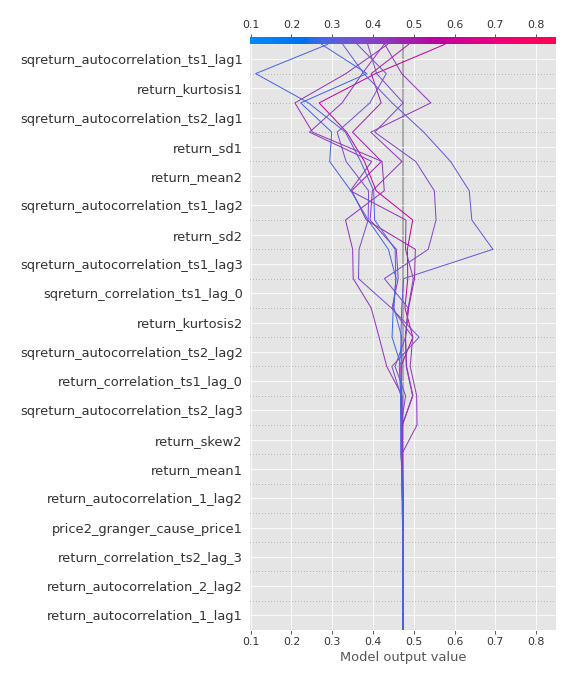 0.1 0.2 0.3 0.4 0.5 0.6 0.7 0.8
sqreturn_autocorrelation_ts1_lag1
return_kurtosis1
sqreturn_autocorrelation_ts2_lag1
return_sd1
return_mean2
sqreturn_autocorrelation_ts1_lag2
return_sd2
sqreturn_autocorrelation_ts1_lag3
sqreturn_correlation_ts1_lag_0
return_kurtosis2
sqreturn_autocorrelation_ts2_lag2
return_correlation_ts1_lag_0
sqreturn_autocorrelation_ts2_lag3
return_skew2
return_mean1
return_autocorrelation_1_lag2
price2_granger_cause_price1
return_correlation_ts2_lag_3
return_autocorrelation_2_lag2
return_autocorrelation_1_lag1
0.1 0.2 0.3 0.4 0.5 0.6 0.7 0.8
Model output value